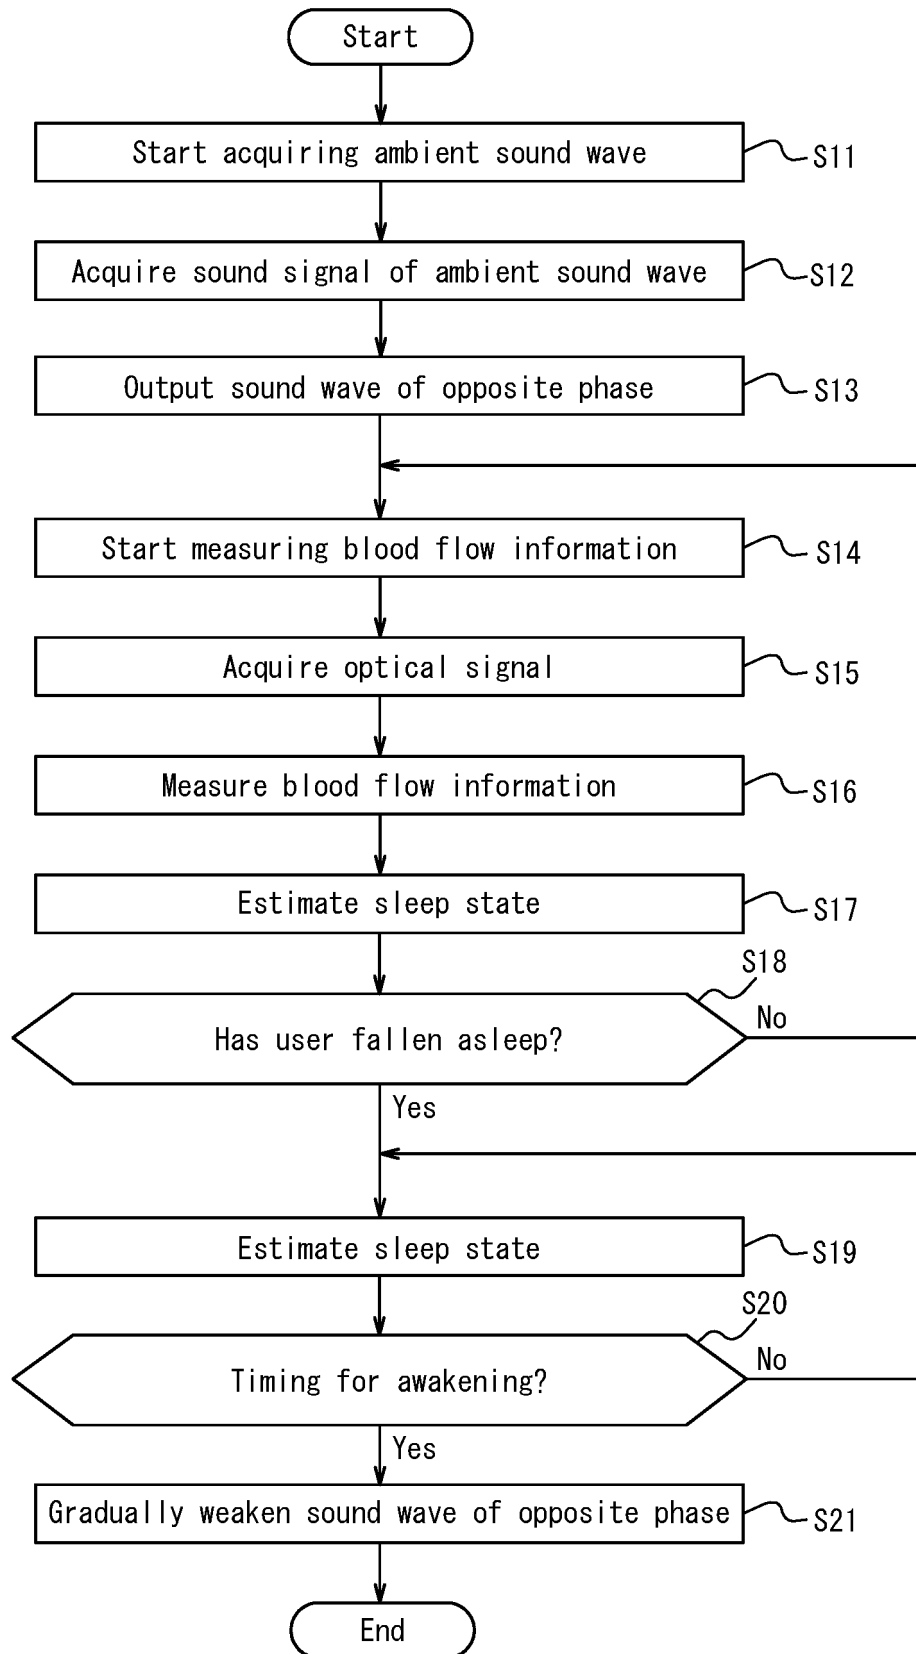 Start
Start acquiring ambient sound wave
S11
Acquire sound signal of ambient sound wave
S12
Output sound wave of opposite phase
S13
Start measuring blood flow information
S14
Acquire optical signal
S15
Measure blood flow information
S16
Estimate sleep state
S17
S18
Has user fallen asleep?
No
Yes
Estimate sleep state
S19
S20
Timing for awakening?
No
Yes
Gradually weaken sound wave of opposite phase
S21
End